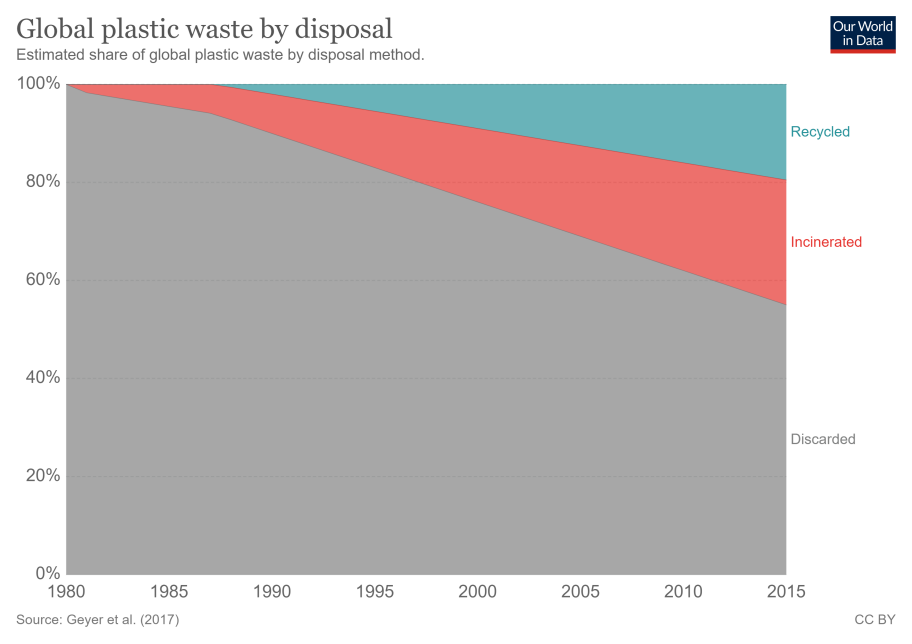 Global plastic waste by disposal
Estimated share of global plastic waste by disposal method.
Our World
in Data
100%
80%
60%
40%
20%
0%
Recycled
Incinerated
Discarded
1980 1985 1990 1995 2000 2005 2010 2015
Source: Geyer et al. (2017)
CC BY